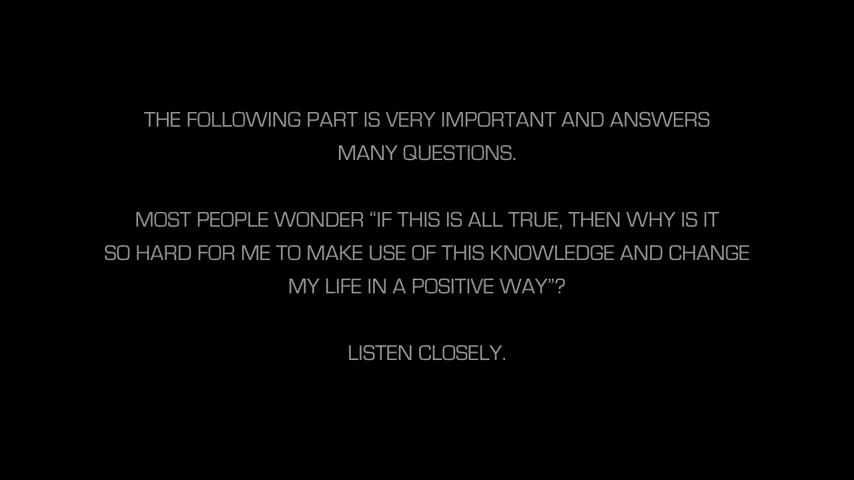 THE FOLLOWING PART IS VERY IMPORTANT AND ANSWERS
MANY QUESTIONS.
MOST PEOPLE WONDER “IF THIS IS ALL TRUE, THEN WHY IS IT
SO HARD FOR ME TO MAKE USE OF THIS KNOWLEDGE AND CHANGE
MY LIFE IN A POSITIVE WAY”?
LISTEN CLOSELY.